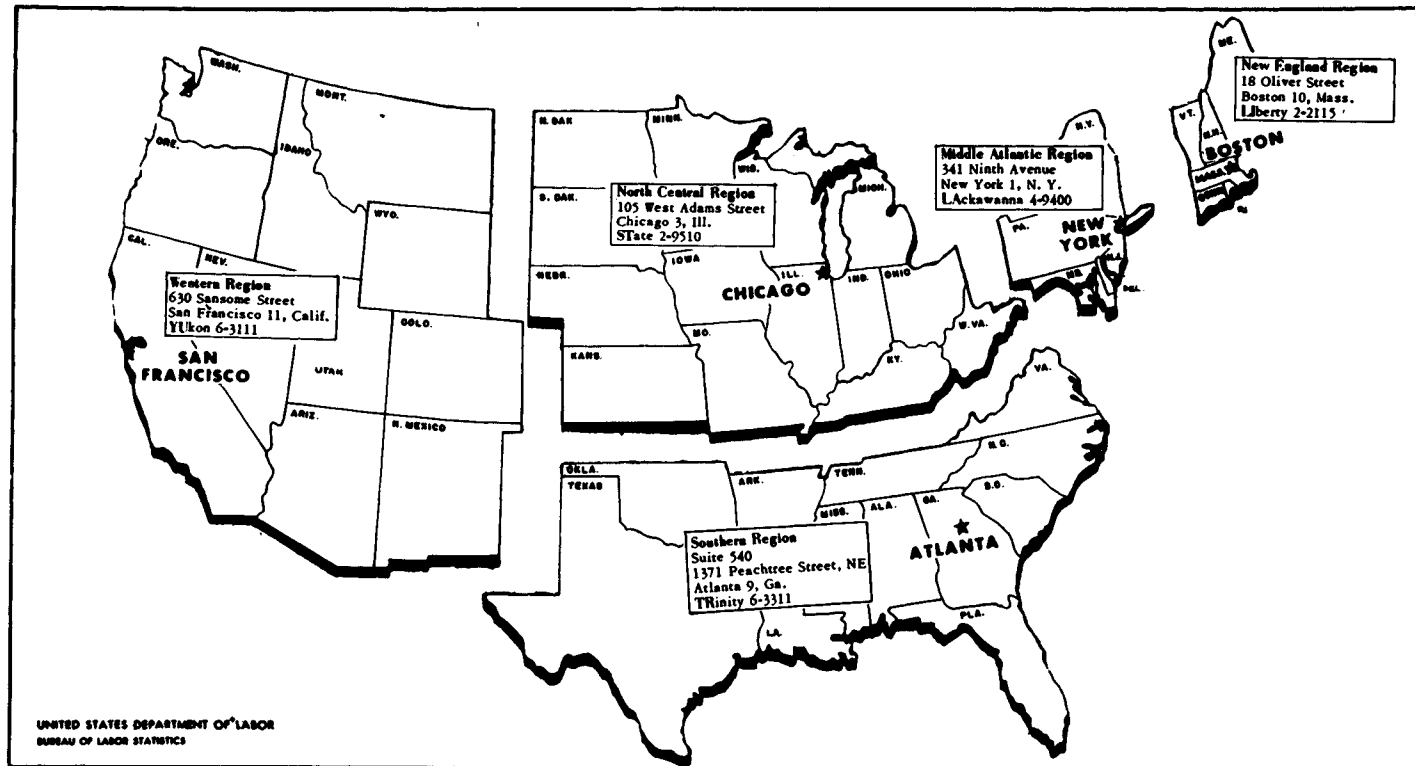 WASH.
MONT.
ORE.
IDAHO
WYO.
CAL.
NEV.
Western Region
630 Sansome Street
San Francisco 11, Calif.
YUkon 6-3111
SAN
FRANCISCO
UTAH
COLO.
ARIZ.
N. MEXICO
N. DAK
MINN.
S. DAK.
WIS.
MICH.
North Central Region
105 West Adams Street
Chicago 3, Ill.
STate 2-9510
NEBR.
IOWA
ILL.
IND.
OHIO
CHICAGO
KANS.
MO.
KY.
W. VA.
ME.
New England Region
18 Oliver Street
Boston 10, Mass.
LIberty 2-2115
VT.
N.H.
BOSTON
MASS.
CONN.
RI
N.Y.
Middle Atlantic Region
341 Ninth Avenue
New York 1, N. Y.
LAckawanna 4-9400
PA.
NEW
YORK
N.J.
MD.
DEL.
VA.
N. C.
OKLA.
TEXAS
ARK.
TENN.
S. C.
MISS.
ALA.
GA.
ATLANTA
Southern Region
Suite 540
1371 Peachtree Street, NE
Atlanta 9, Ga.
TRinity 6-3311
LA.
FLA.
UNITED STATES DEPARTMENT OF LABOR
BUREAU OF LABOR STATISTICS